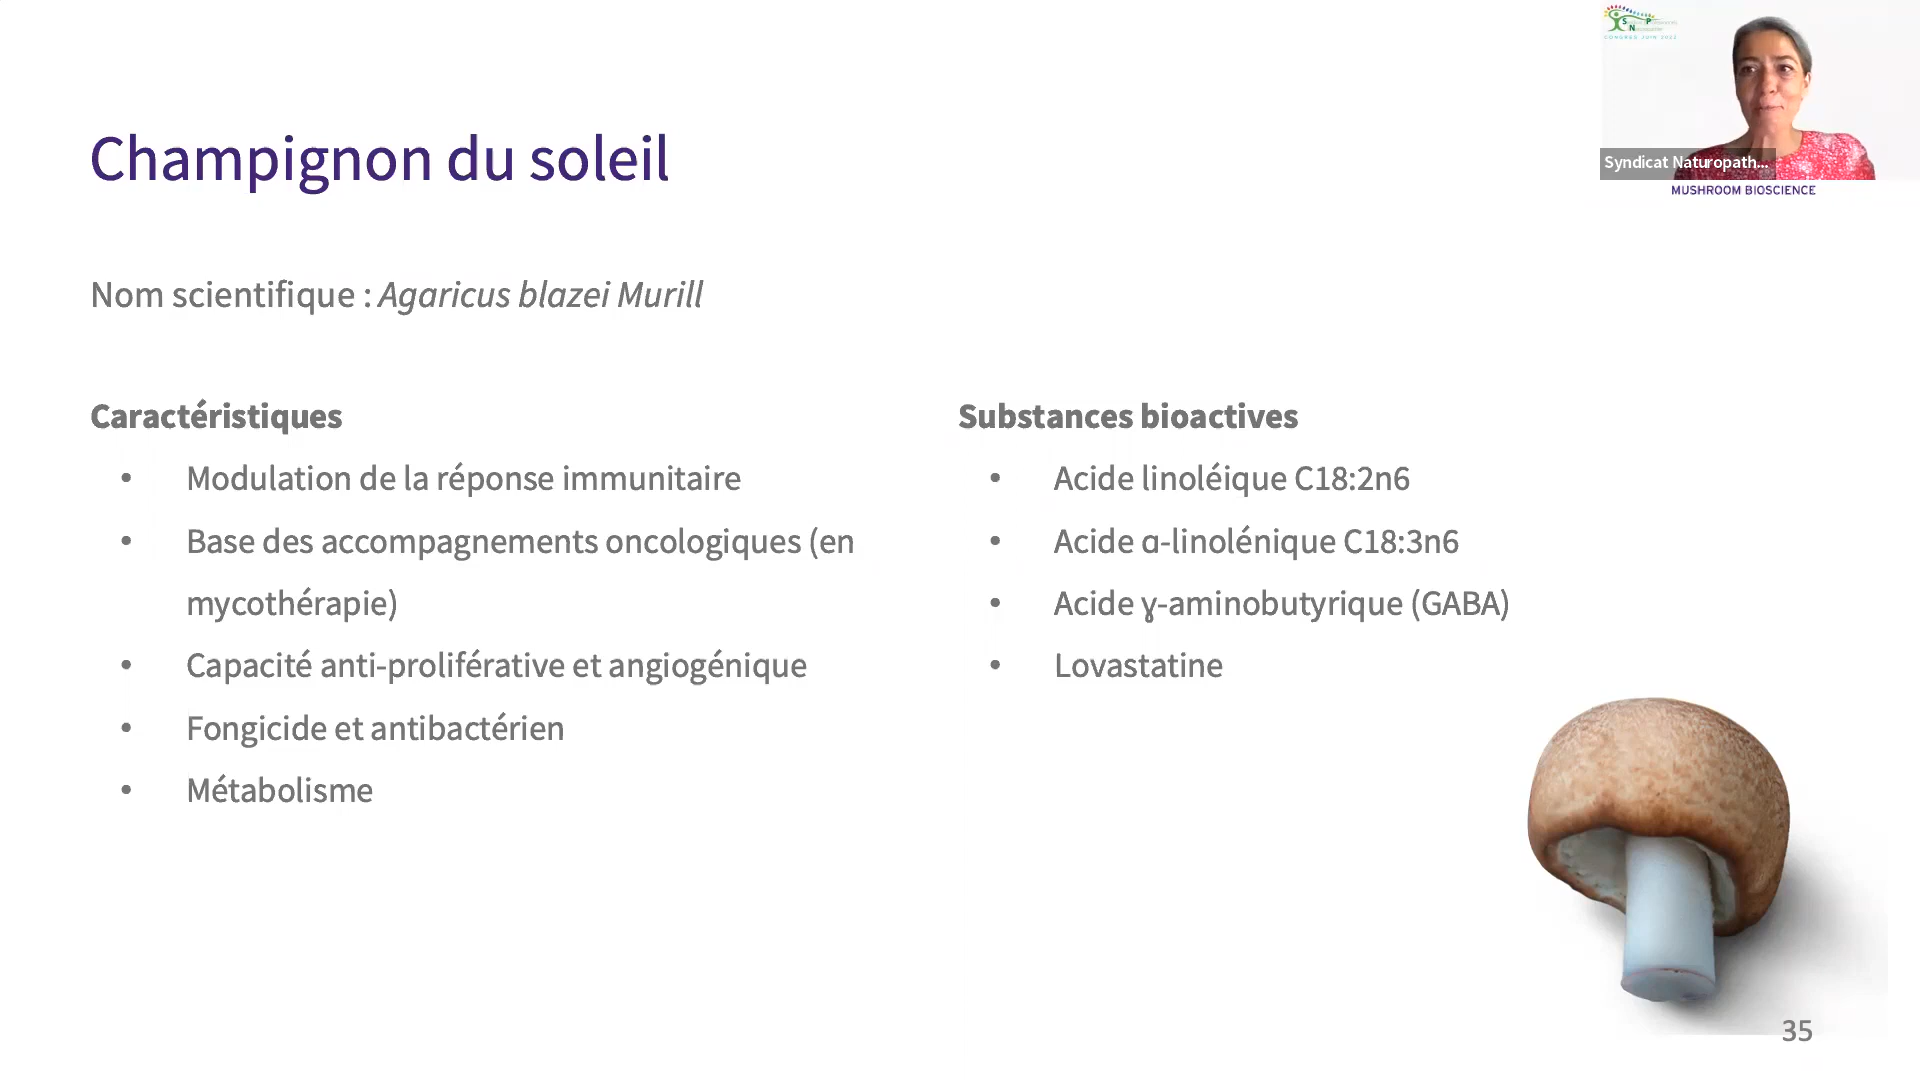 Champignon du soleil
Syndicat Naturopath...
MUSHROOM BIOSCIENCE
Nom scientifique : Agaricus blazei Murill
Caractéristiques
• Modulation de la réponse immunitaire
• Base des accompagnements oncologiques (en
mycothérapie)
• Capacité anti-proliférative et angiogénique
• Fongicide et antibactérien
• Métabolisme
Substances bioactives
• Acide linoléique C18:2n6
• Acide α-linolénique C18:3n6
• Acide ɣ-aminobutyrique (GABA)
• Lovastatine
35